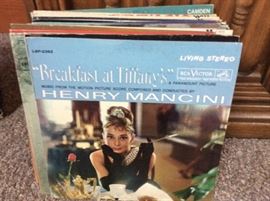 CAMDEN
LSP-2362
LIVING STEREO
"Breakfast at Tiffany's"
RCA VICTOR
A PARAMOUNT PICTURE
MUSIC FROM THE MOTION PICTURE SCORE COMPOSED AND CONDUCTED BY
HENRY MANCINI